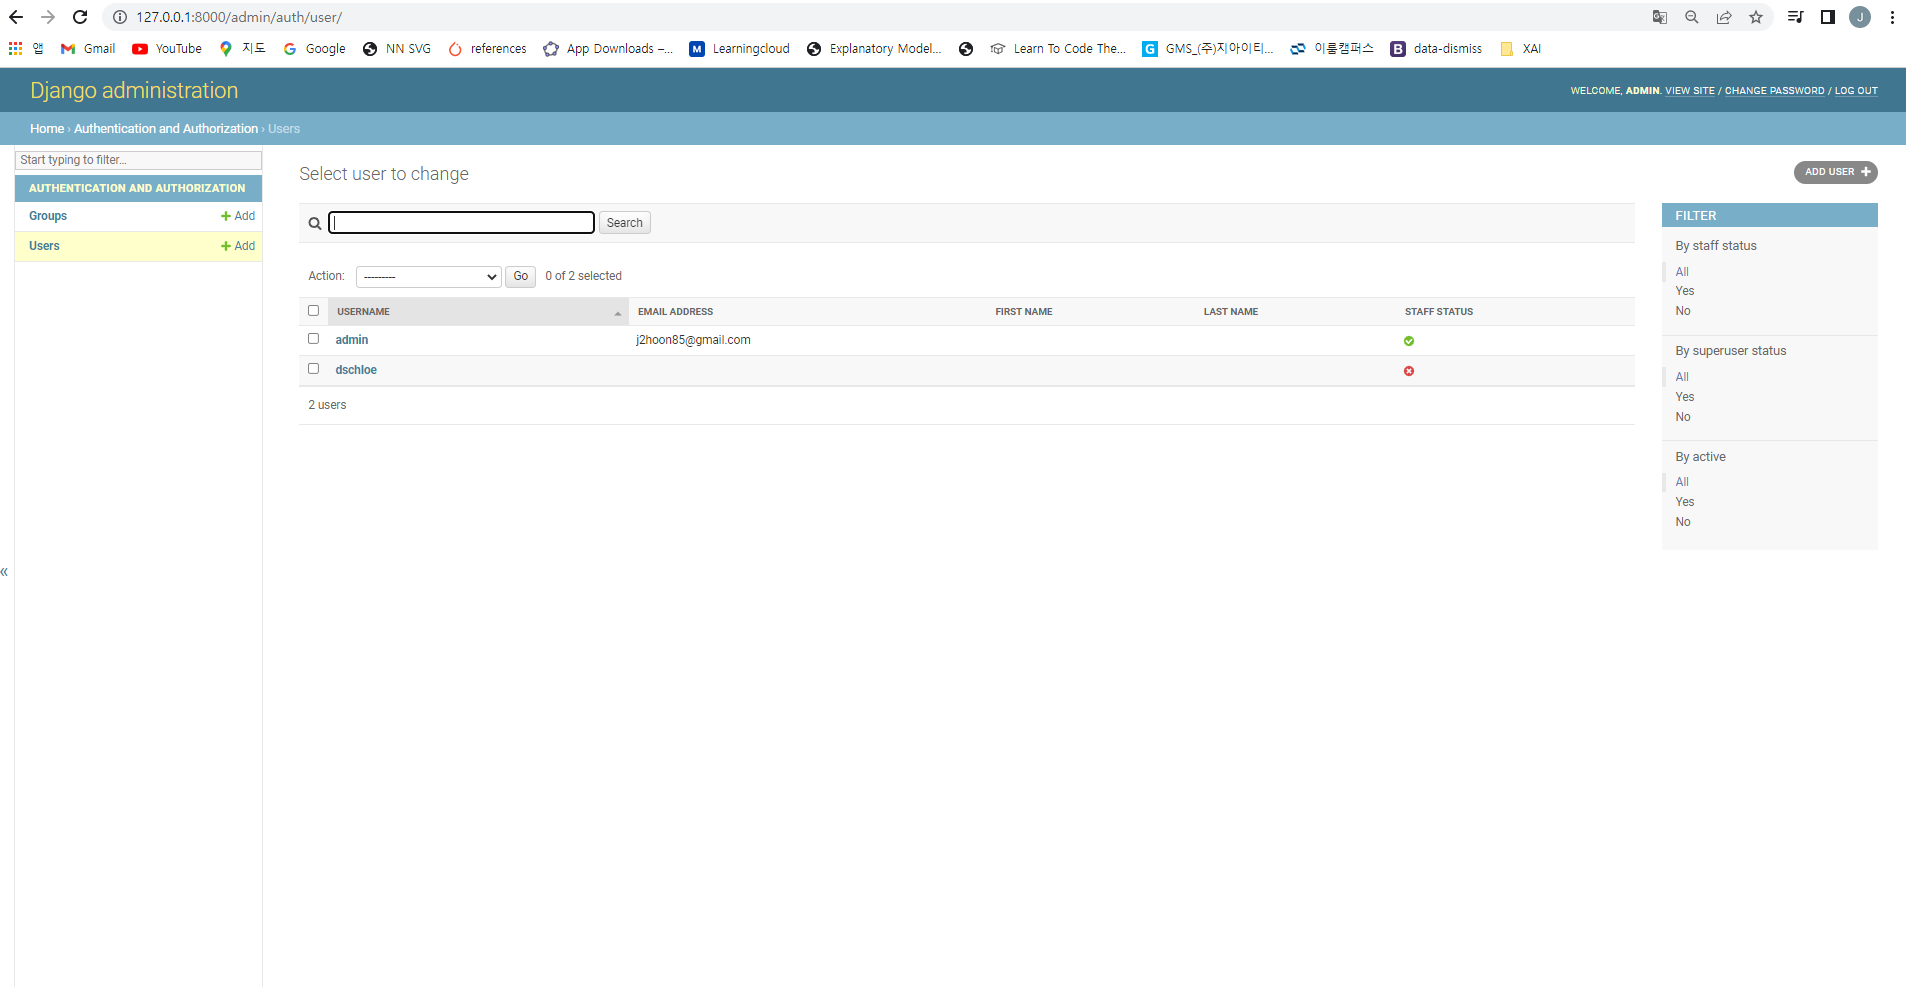 127.0.0.1:8000/admin/auth/user/
앱 Gmail YouTube 지도 Google NN SVG references App Downloads –... Learningcloud Explanatory Model... Learn To Code The... GMS_(주)지아이티... 이룸캠퍼스 data-dismiss XAI
Django administration
WELCOME, ADMIN. VIEW SITE / CHANGE PASSWORD / LOG OUT
Home › Authentication and Authorization › Users
Start typing to filter...
AUTHENTICATION AND AUTHORIZATION
Groups + Add
Users + Add
«
Select user to change
ADD USER +
Search
Action: --------- Go 0 of 2 selected
USERNAME EMAIL ADDRESS FIRST NAME LAST NAME STAFF STATUS
admin j2hoon85@gmail.com
dschloe
2 users
FILTER
By staff status
All
Yes
No
By superuser status
All
Yes
No
By active
All
Yes
No
J